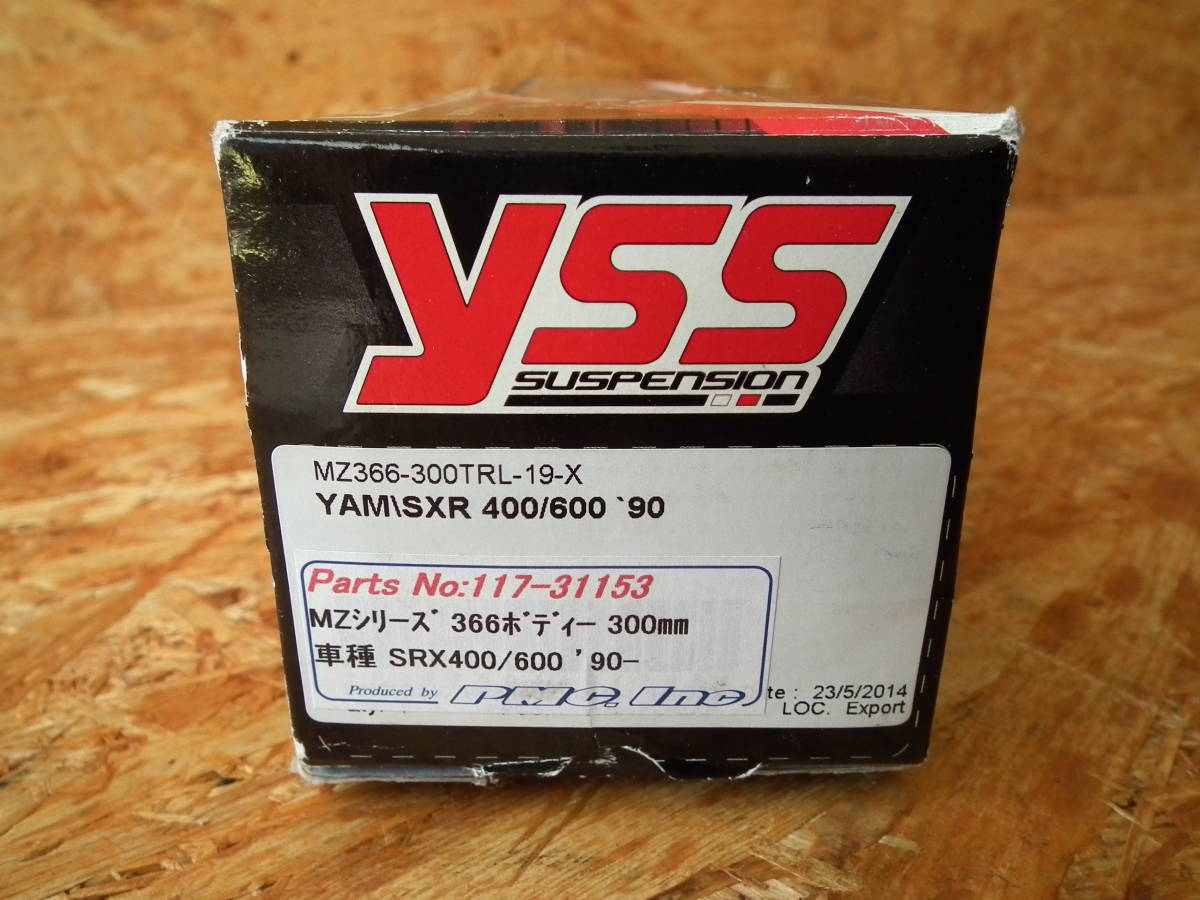 YSS
SUSPENSION
MZ366-300TRL-19-X
YAM\SXR 400/600 `90
Parts No:117-31153
MZシリーズ 366ボディー 300mm
車種 SRX400/600 '90-
Produced by PMC. Inc
te : 23/5/2014
LOC. Export